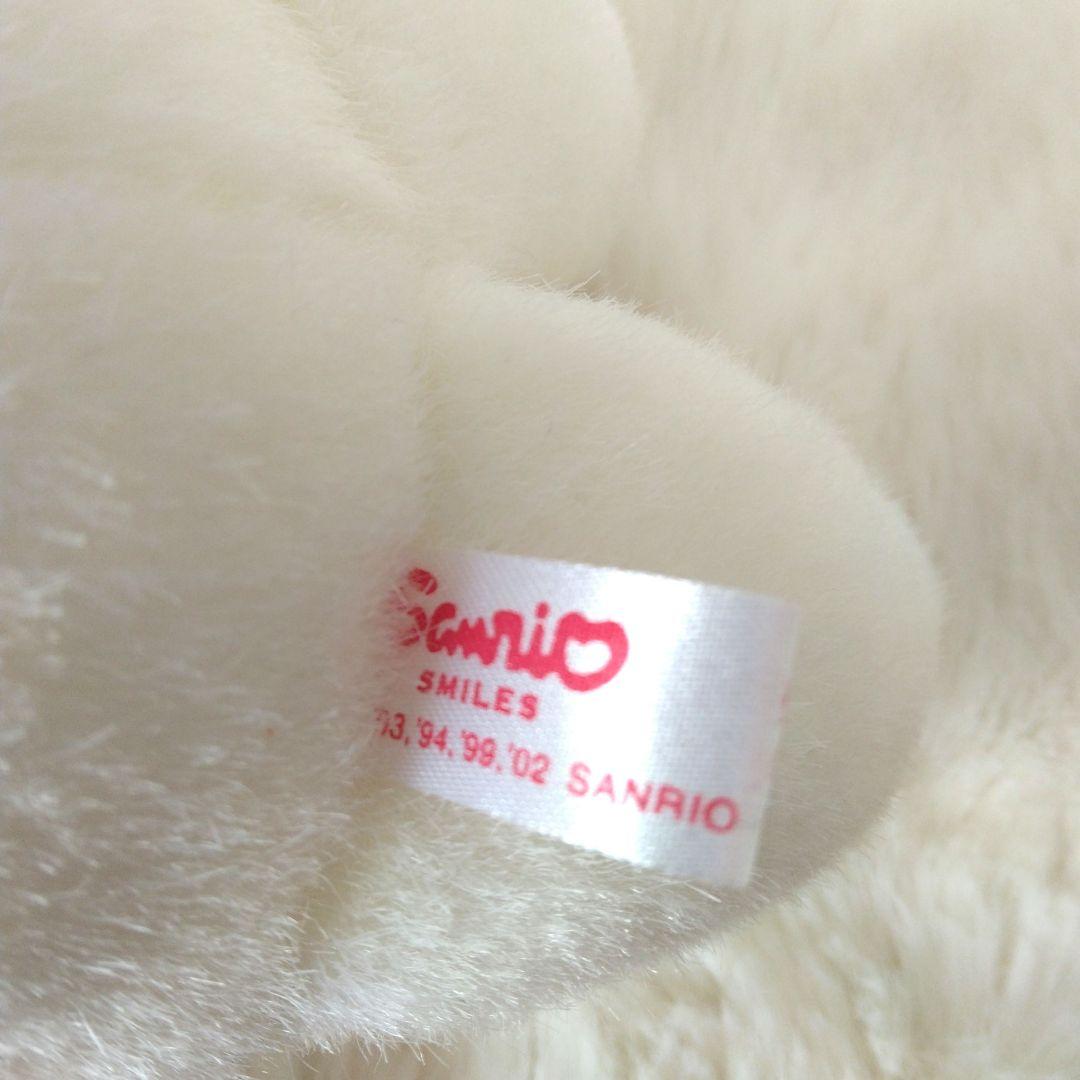 Sanrio
SMILES
'93, '94, '99, '02 SANRIO